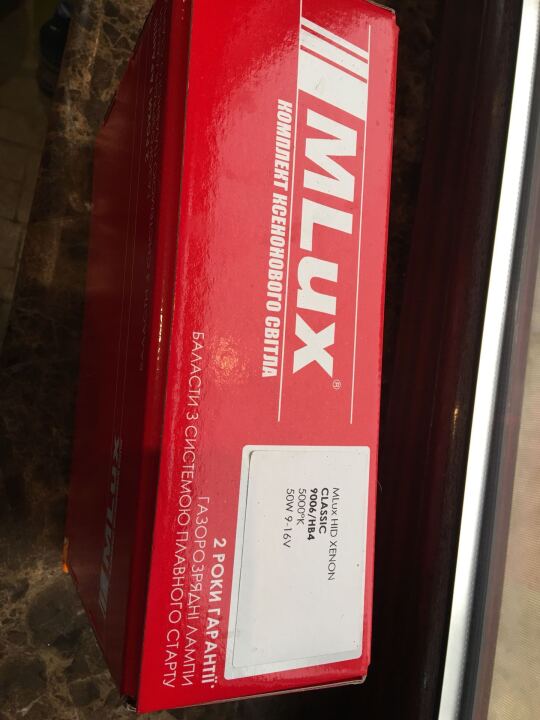 MLux®
КОМПЛЕКТ КСЕНОНОВОГО СВІТЛА
MLux HID XENON
CLASSIC
9006/HB4
5000°K
50W 9-16V
2 РОКИ ГАРАНТІЇ*
ГАЗОРОЗРЯДНІ ЛАМПИ
БАЛАСТИ З СИСТЕМОЮ ПЛАВНОГО СТАРТУ
MLux